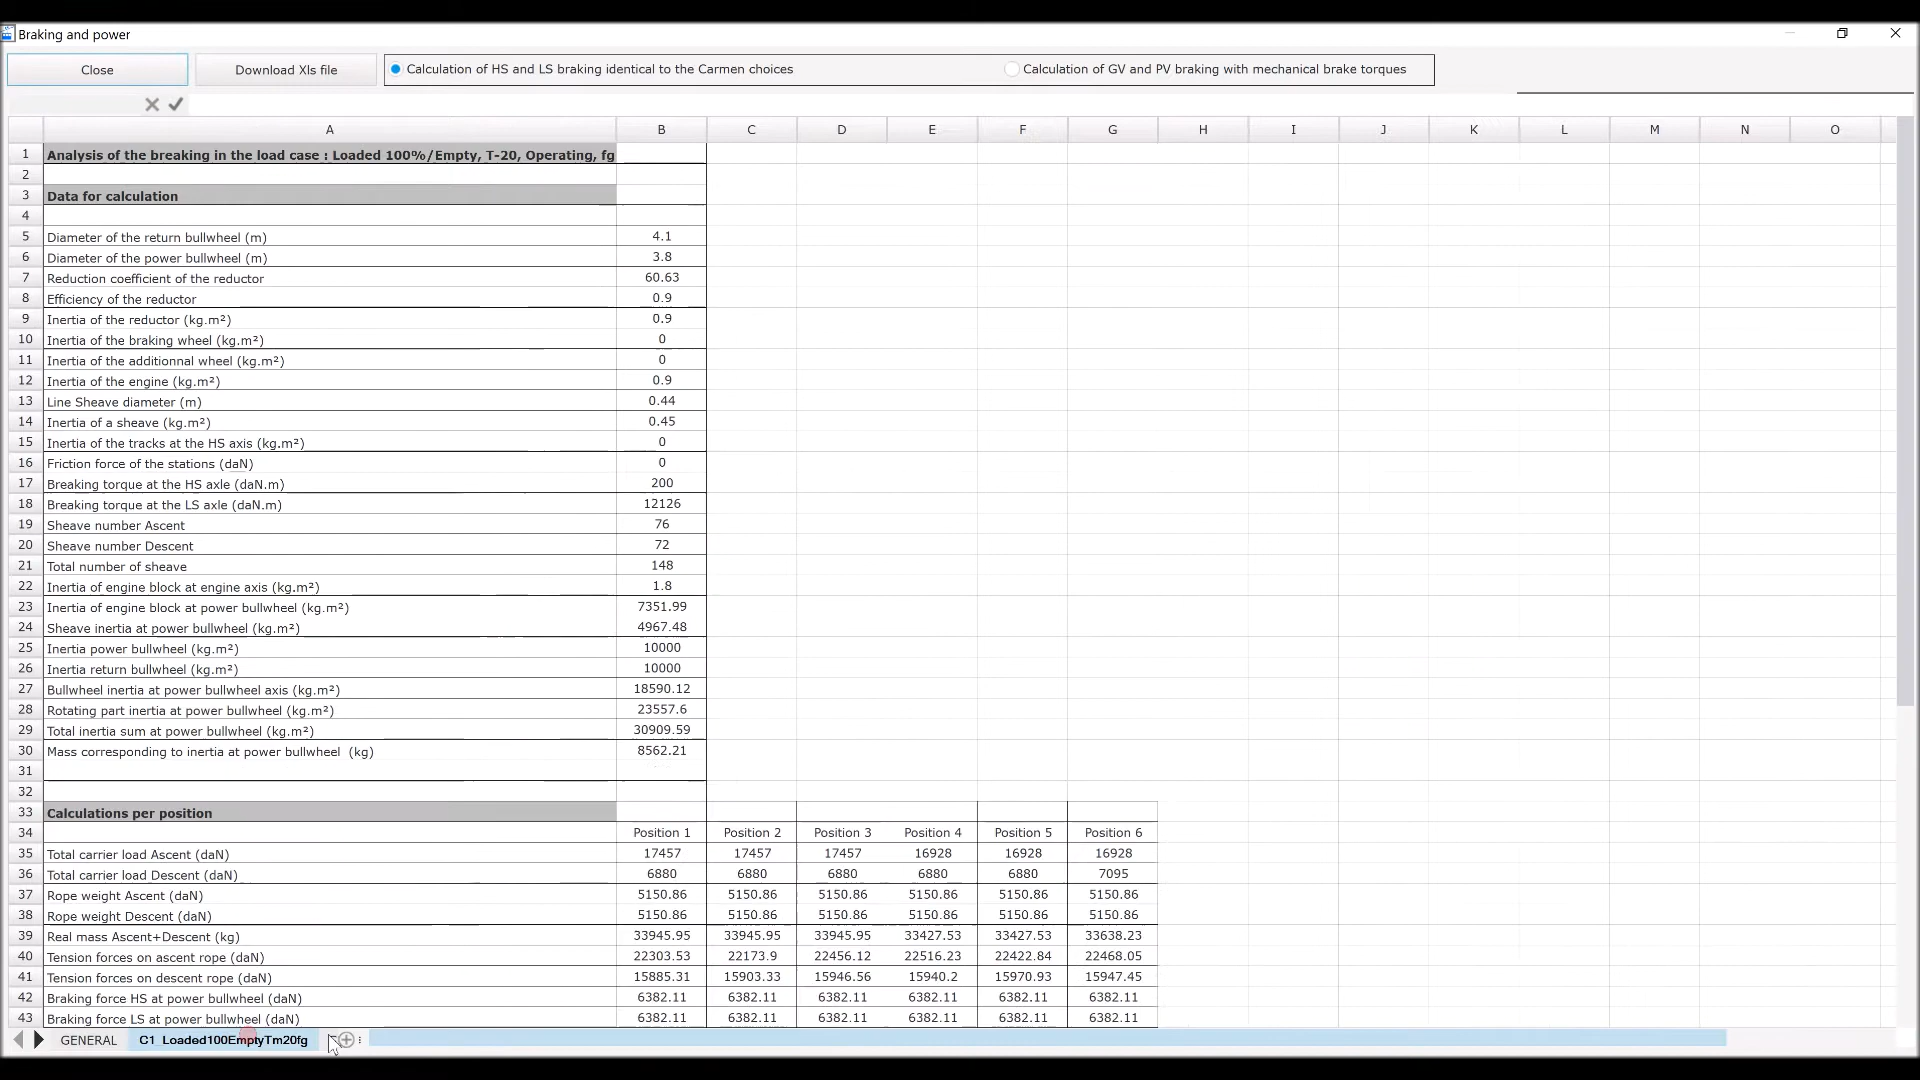 Braking and power
Close Download Xls file Calculation of HS and LS braking identical to the Carmen choices Calculation of GV and PV braking with mechanical brake torques
A B C D E F G H I J K L M N O
1 Analysis of the breaking in the load case : Loaded 100%/Empty, T-20, Operating, fg
2
3 Data for calculation
4
5 Diameter of the return bullwheel (m) 4.1
6 Diameter of the power bullwheel (m) 3.8
7 Reduction coefficient of the reductor 60.63
8 Efficiency of the reductor 0.9
9 Inertia of the reductor (kg.m²) 0.9
10 Inertia of the braking wheel (kg.m²) 0
11 Inertia of the additionnal wheel (kg.m²) 0
12 Inertia of the engine (kg.m²) 0.9
13 Line Sheave diameter (m) 0.44
14 Inertia of a sheave (kg.m²) 0.45
15 Inertia of the tracks at the HS axis (kg.m²) 0
16 Friction force of the stations (daN) 0
17 Breaking torque at the HS axle (daN.m) 200
18 Breaking torque at the LS axle (daN.m) 12126
19 Sheave number Ascent 76
20 Sheave number Descent 72
21 Total number of sheave 148
22 Inertia of engine block at engine axis (kg.m²) 1.8
23 Inertia of engine block at power bullwheel (kg.m²) 7351.99
24 Sheave inertia at power bullwheel (kg.m²) 4967.48
25 Inertia power bullwheel (kg.m²) 10000
26 Inertia return bullwheel (kg.m²) 10000
27 Bullwheel inertia at power bullwheel axis (kg.m²) 18590.12
28 Rotating part inertia at power bullwheel (kg.m²) 23557.6
29 Total inertia sum at power bullwheel (kg.m²) 30909.59
30 Mass corresponding to inertia at power bullwheel (kg) 8562.21
31
32
33 Calculations per position
34 Position 1 Position 2 Position 3 Position 4 Position 5 Position 6
35 Total carrier load Ascent (daN) 17457 17457 17457 16928 16928 16928
36 Total carrier load Descent (daN) 6880 6880 6880 6880 6880 7095
37 Rope weight Ascent (daN) 5150.86 5150.86 5150.86 5150.86 5150.86 5150.86
38 Rope weight Descent (daN) 5150.86 5150.86 5150.86 5150.86 5150.86 5150.86
39 Real mass Ascent+Descent (kg) 33945.95 33945.95 33945.95 33427.53 33427.53 33638.23
40 Tension forces on ascent rope (daN) 22303.53 22173.9 22456.12 22516.23 22422.84 22468.05
41 Tension forces on descent rope (daN) 15885.31 15903.33 15946.56 15940.2 15970.93 15947.45
42 Braking force HS at power bullwheel (daN) 6382.11 6382.11 6382.11 6382.11 6382.11 6382.11
43 Braking force LS at power bullwheel (daN) 6382.11 6382.11 6382.11 6382.11 6382.11 6382.11
GENERAL C1_Loaded100EmptyTm20fg